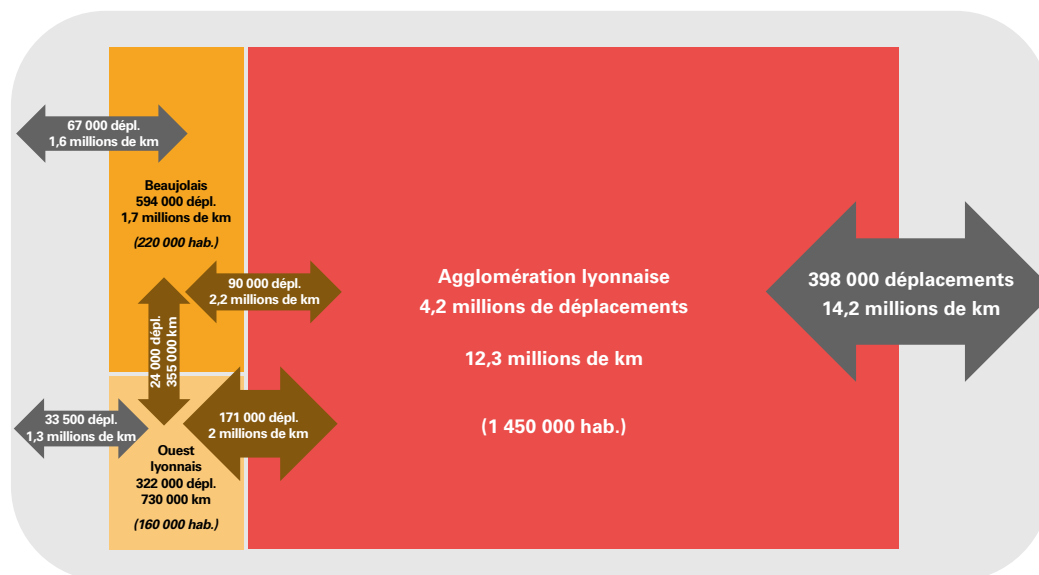 67 000 dépl.
1,6 millions de km
Beaujolais
594 000 dépl.
1,7 millions de km
(220 000 hab.)
90 000 dépl.
2,2 millions de km
24 000 dépl.
355 000 km
33 500 dépl.
1,3 millions de km
171 000 dépl.
2 millions de km
Ouest
lyonnais
322 000 dépl.
730 000 km
(160 000 hab.)
Agglomération lyonnaise
4,2 millions de déplacements
12,3 millions de km
(1 450 000 hab.)
398 000 déplacements
14,2 millions de km